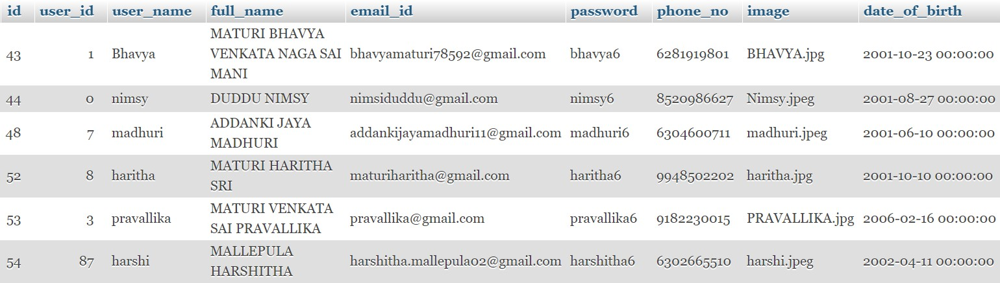 id user_id user_name full_name email_id password phone_no image date_of_birth
MATURI BHAVYA
43 1 Bhavya VENKATA NAGA SAI bhavyamaturi78592@gmail.com bhavya6 6281919801 BHAVYA.jpg 2001-10-23 00:00:00
MANI
44 0 nimsy DUDDU NIMSY nimsiduddu@gmail.com nimsy6 8520986627 Nimsy.jpeg 2001-08-27 00:00:00
ADDANKI JAYA
48 7 madhuri addankijayamadhuri11@gmail.com madhuri6 6304600711 madhuri.jpeg 2001-06-10 00:00:00
MADHURI
MATURI HARITHA
52 8 haritha maturiharitha@gmail.com haritha6 9948502202 haritha.jpg 2001-10-10 00:00:00
SRI
MATURI VENKATA
53 3 pravallika pravallika@gmail.com pravallika6 9182230015 PRAVALLIKA.jpg 2006-02-16 00:00:00
SAI PRAVALLIKA
MALLEPULA
54 87 harshi harshitha.mallepula02@gmail.com harshitha6 6302665510 harshi.jpeg 2002-04-11 00:00:00
HARSHITHA